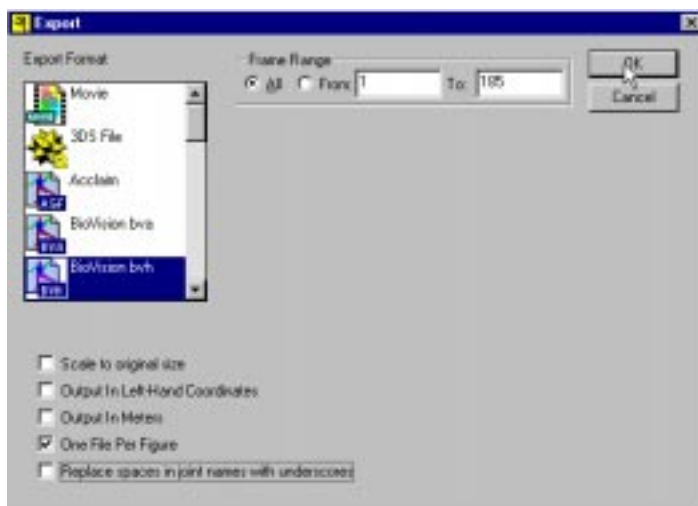 Export
Export Format
Movie
3DS File
Acclaim
BioVision bva
BioVision bvh
Frame Range
All From: 1 To: 185
OK
Cancel
Scale to original size
Output In Left-Hand Coordinates
Output In Meters
One File Per Figure
Replace spaces in joint names with underscores